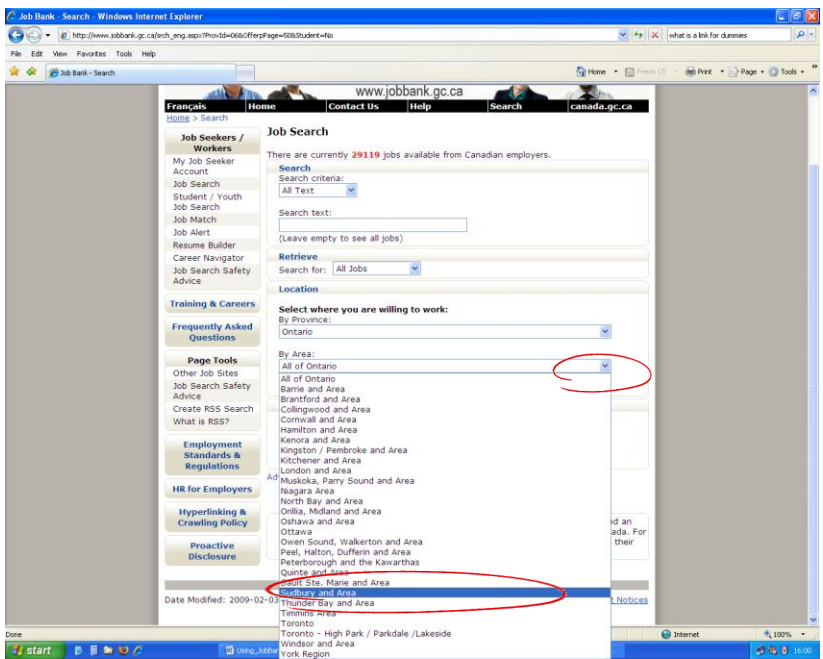 Job Bank - Search - Windows Internet Explorer
http://www.jobbank.gc.ca/srch_eng.aspx?ProvId=06&OfferpPage=50&Student=No
what is a link for dummies
File Edit View Favorites Tools Help
Job Bank - Search
Home Feeds (J) Print Page Tools »
www.jobbank.gc.ca
Français Home Contact Us Help Search canada.gc.ca
Home > Search
Job Seekers /
Workers
My Job Seeker
Account
Job Search
Student / Youth
Job Search
Job Match
Job Alert
Resume Builder
Career Navigator
Job Search Safety
Advice
Training & Careers
Frequently Asked
Questions
Page Tools
Other Job Sites
Job Search Safety
Advice
Create RSS Search
What is RSS?
Employment
Standards &
Regulations
HR for Employers
Hyperlinking &
Crawling Policy
Proactive
Disclosure
Job Search
There are currently 29119 jobs available from Canadian employers.
Search
Search criteria:
All Text
Search text:
(Leave empty to see all jobs)
Retrieve
Search for: All Jobs
Location
Select where you are willing to work:
By Province:
Ontario
By Area:
All of Ontario
All of Ontario
Barrie and Area
Brantford and Area
Collingwood and Area
Cornwall and Area
Hamilton and Area
Kenora and Area
Kingston / Pembroke and Area
Kitchener and Area
London and Area
Muskoka, Parry Sound and Area
Niagara Area
North Bay and Area
Orillia, Midland and Area
Oshawa and Area
Ottawa
Owen Sound, Walkerton and Area
Peel, Halton, Dufferin and Area
Peterborough and the Kawarthas
Quinte and Area
Sault Ste. Marie and Area
Sudbury and Area
Thunder Bay and Area
Timmins Area
Toronto
Toronto - High Park / Parkdale /Lakeside
Windsor and Area
York Region
Ad
d an
ada. For
their
Date Modified: 2009-02-03
t Notices
Done Internet 100%
start Using_JobBan 16:00